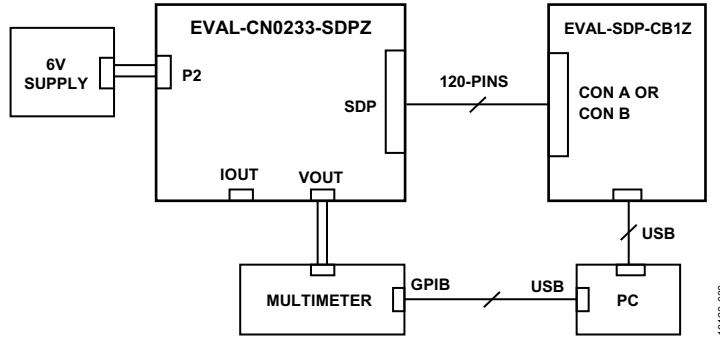 EVAL-CN0233-SDPZ
EVAL-SDP-CB1Z
6V
SUPPLY
P2
SDP
120-PINS
CON A OR
CON B
IOUT
VOUT
USB
MULTIMETER
GPIB
USB
PC